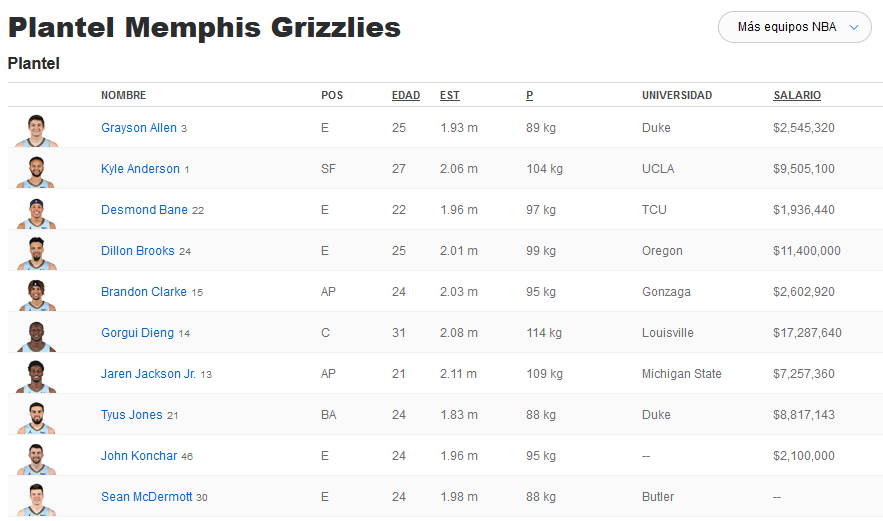 Plantel Memphis Grizzlies
Más equipos NBA
Plantel
NOMBRE POS EDAD EST P UNIVERSIDAD SALARIO
Grayson Allen 3 E 25 1.93 m 89 kg Duke $2,545,320
Kyle Anderson 1 SF 27 2.06 m 104 kg UCLA $9,505,100
Desmond Bane 22 E 22 1.96 m 97 kg TCU $1,936,440
Dillon Brooks 24 E 25 2.01 m 99 kg Oregon $11,400,000
Brandon Clarke 15 AP 24 2.03 m 95 kg Gonzaga $2,602,920
Gorgui Dieng 14 C 31 2.08 m 114 kg Louisville $17,287,640
Jaren Jackson Jr. 13 AP 21 2.11 m 109 kg Michigan State $7,257,360
Tyus Jones 21 BA 24 1.83 m 88 kg Duke $8,817,143
John Konchar 46 E 24 1.96 m 95 kg -- $2,100,000
Sean McDermott 30 E 24 1.98 m 88 kg Butler --